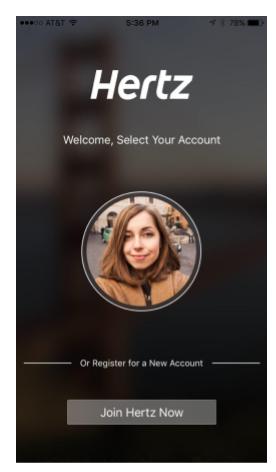 ●●●○○ AT&T 5:36 PM 78%
Hertz
Welcome, Select Your Account
Or Register for a New Account
Join Hertz Now